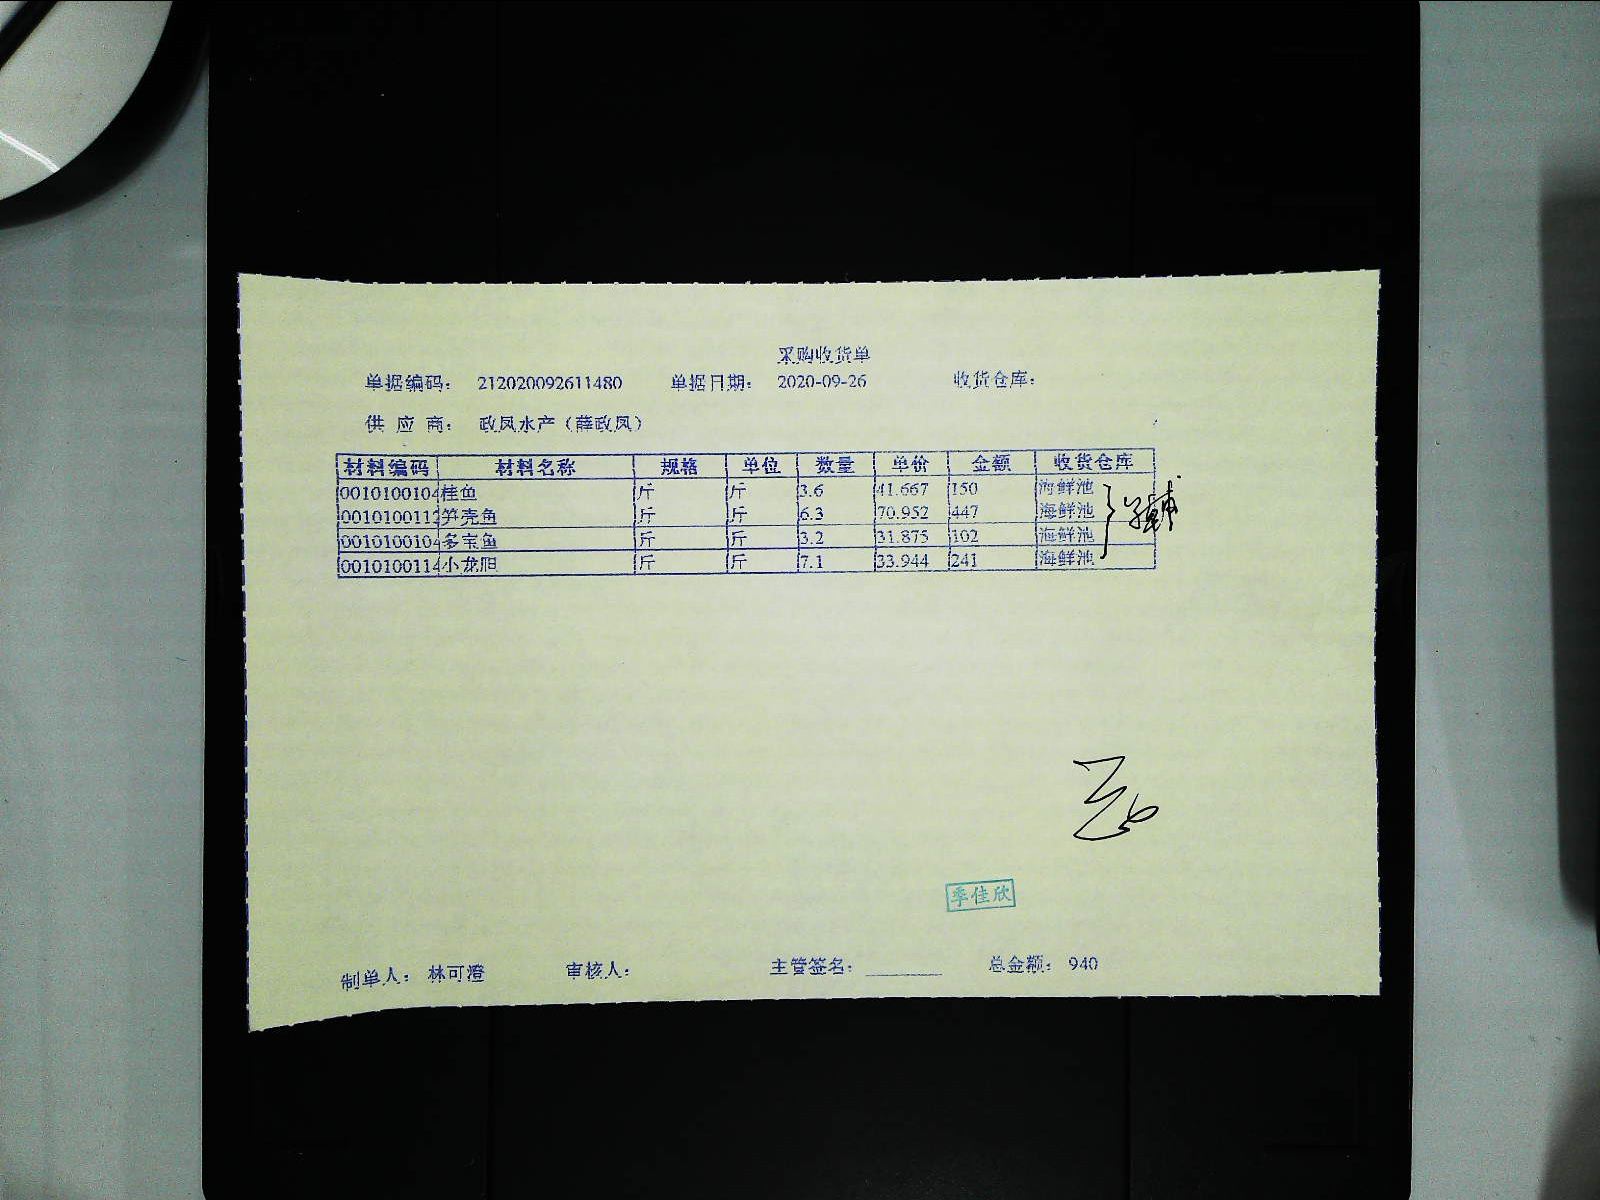 采购收货单
单据编码： 212020092611480 单据日期： 2020-09-26 收货仓库：
供 应 商： 政凤水产（薛政凤）
材料编码 材料名称 规格 单位 数量 单价 金额 收货仓库
0010100104 桂鱼 斤 斤 3.6 41.667 150 海鲜池
0010100112 笋壳鱼 斤 斤 6.3 70.952 447 海鲜池
0010100104 多宝鱼 斤 斤 3.2 31.875 102 海鲜池
0010100114 小龙胆 斤 斤 7.1 33.944 241 海鲜池
季佳欣
制单人： 林可澄 审核人： 主管签名： 总金额： 940